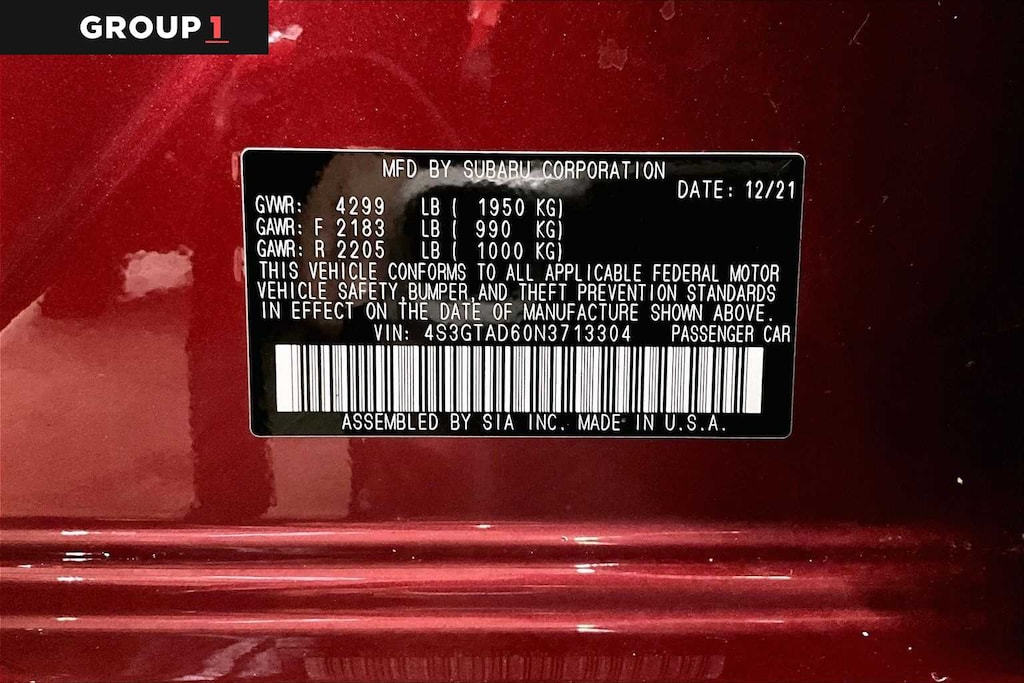 GROUP 1
MFD BY SUBARU CORPORATION
DATE: 12/21
GVWR: 4299 LB ( 1950 KG)
GAWR: F 2183 LB ( 990 KG)
GAWR: R 2205 LB ( 1000 KG)
THIS VEHICLE CONFORMS TO ALL APPLICABLE FEDERAL MOTOR
VEHICLE SAFETY,BUMPER,AND THEFT PREVENTION STANDARDS
IN EFFECT ON THE DATE OF MANUFACTURE SHOWN ABOVE.
VIN: 4S3GTAD60N3713304 PASSENGER CAR
ASSEMBLED BY SIA INC. MADE IN U.S.A.